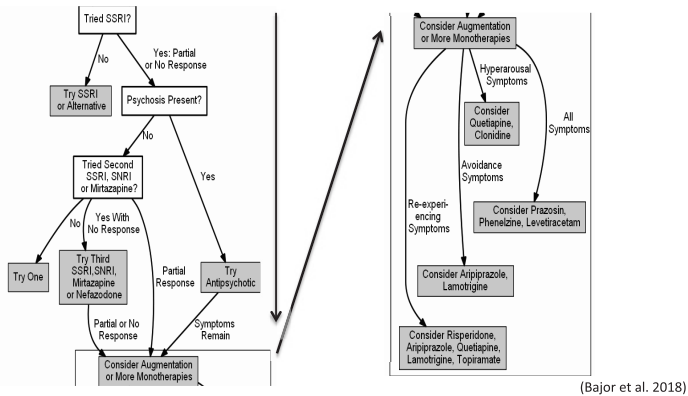 Tried SSRI?
No
Yes: Partial
or No Response
Try SSRI
or Alternative
Psychosis Present?
No
Yes
Tried Second
SSRI, SNRI
or Mirtazapine?
No
Yes With
No Response
Partial
Response
Try One
Try Third
SSRI,SNRI,
Mirtazapine
or Nefazodone
Try
Antipsychotic
Partial or No
Response
Symptoms
Remain
Consider Augmentation
or More Monotherapies
Consider Augmentation
or More Monotherapies
Hyperarousal
Symptoms
Consider
Quetiapine,
Clonidine
All
Symptoms
Avoidance
Symptoms
Re-experi-
encing
Symptoms
Consider Prazosin,
Phenelzine, Levetiracetam
Consider Aripiprazole,
Lamotrigine
Consider Risperidone,
Aripiprazole, Quetiapine,
Lamotrigine, Topiramate
(Bajor et al. 2018)